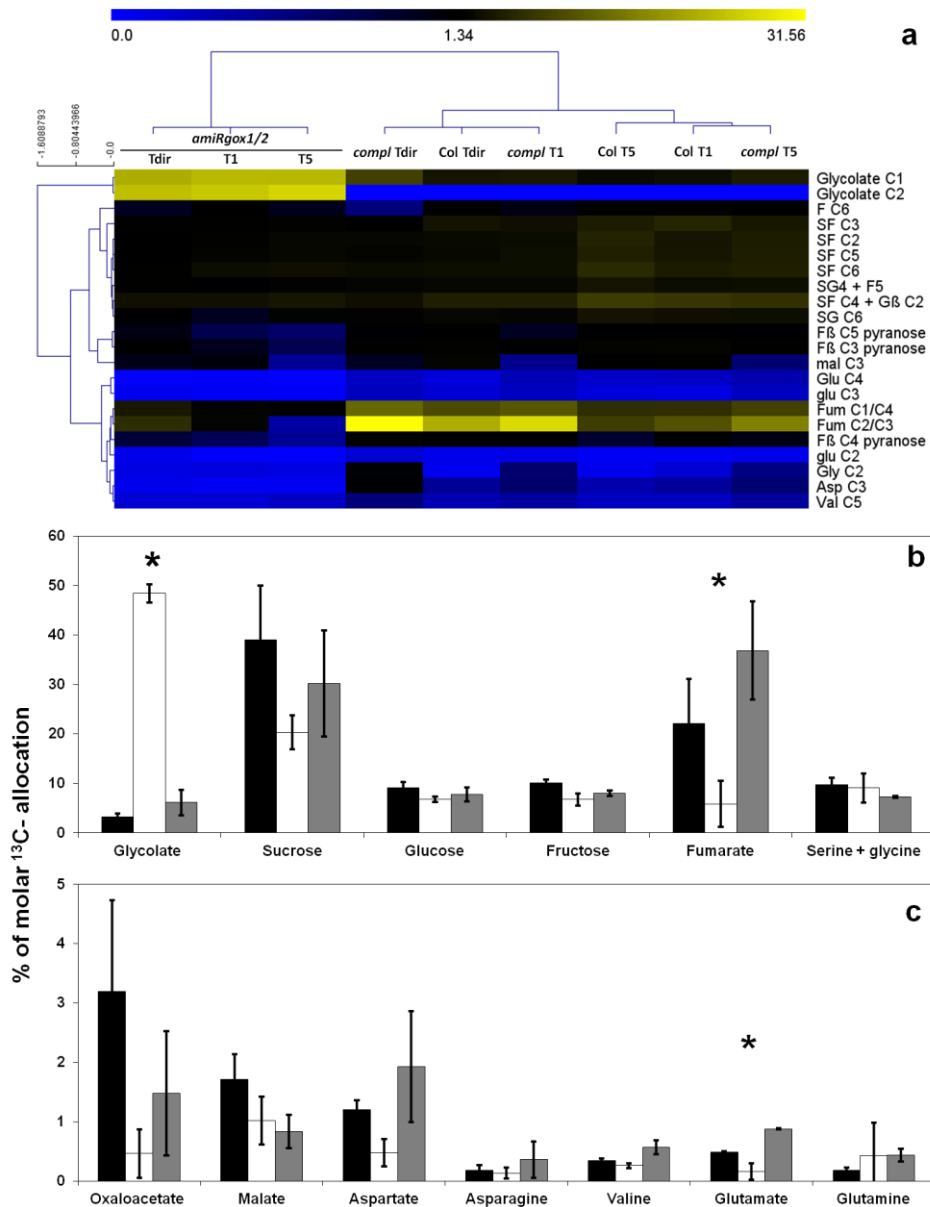 0.0 1.34 31.56
a
-1.6088793
-0.80443966
-0.0
amiRgox1/2
Tdir T1 T5 compl Tdir Col Tdir compl T1 Col T5 Col T1 compl T5
Glycolate C1
Glycolate C2
F C6
SF C3
SF C2
SF C5
SF C6
SG4 + F5
SF C4 + Gß C2
SG C6
Fß C5 pyranose
Fß C3 pyranose
mal C3
Glu C4
glu C3
Fum C1/C4
Fum C2/C3
Fß C4 pyranose
glu C2
Gly C2
Asp C3
Val C5
b
60
50
40
30
20
10
0
* *
Glycolate Sucrose Glucose Fructose Fumarate Serine + glycine
% of molar ¹³C- allocation
c
5
4
3
2
1
0
*
Oxaloacetate Malate Aspartate Asparagine Valine Glutamate Glutamine